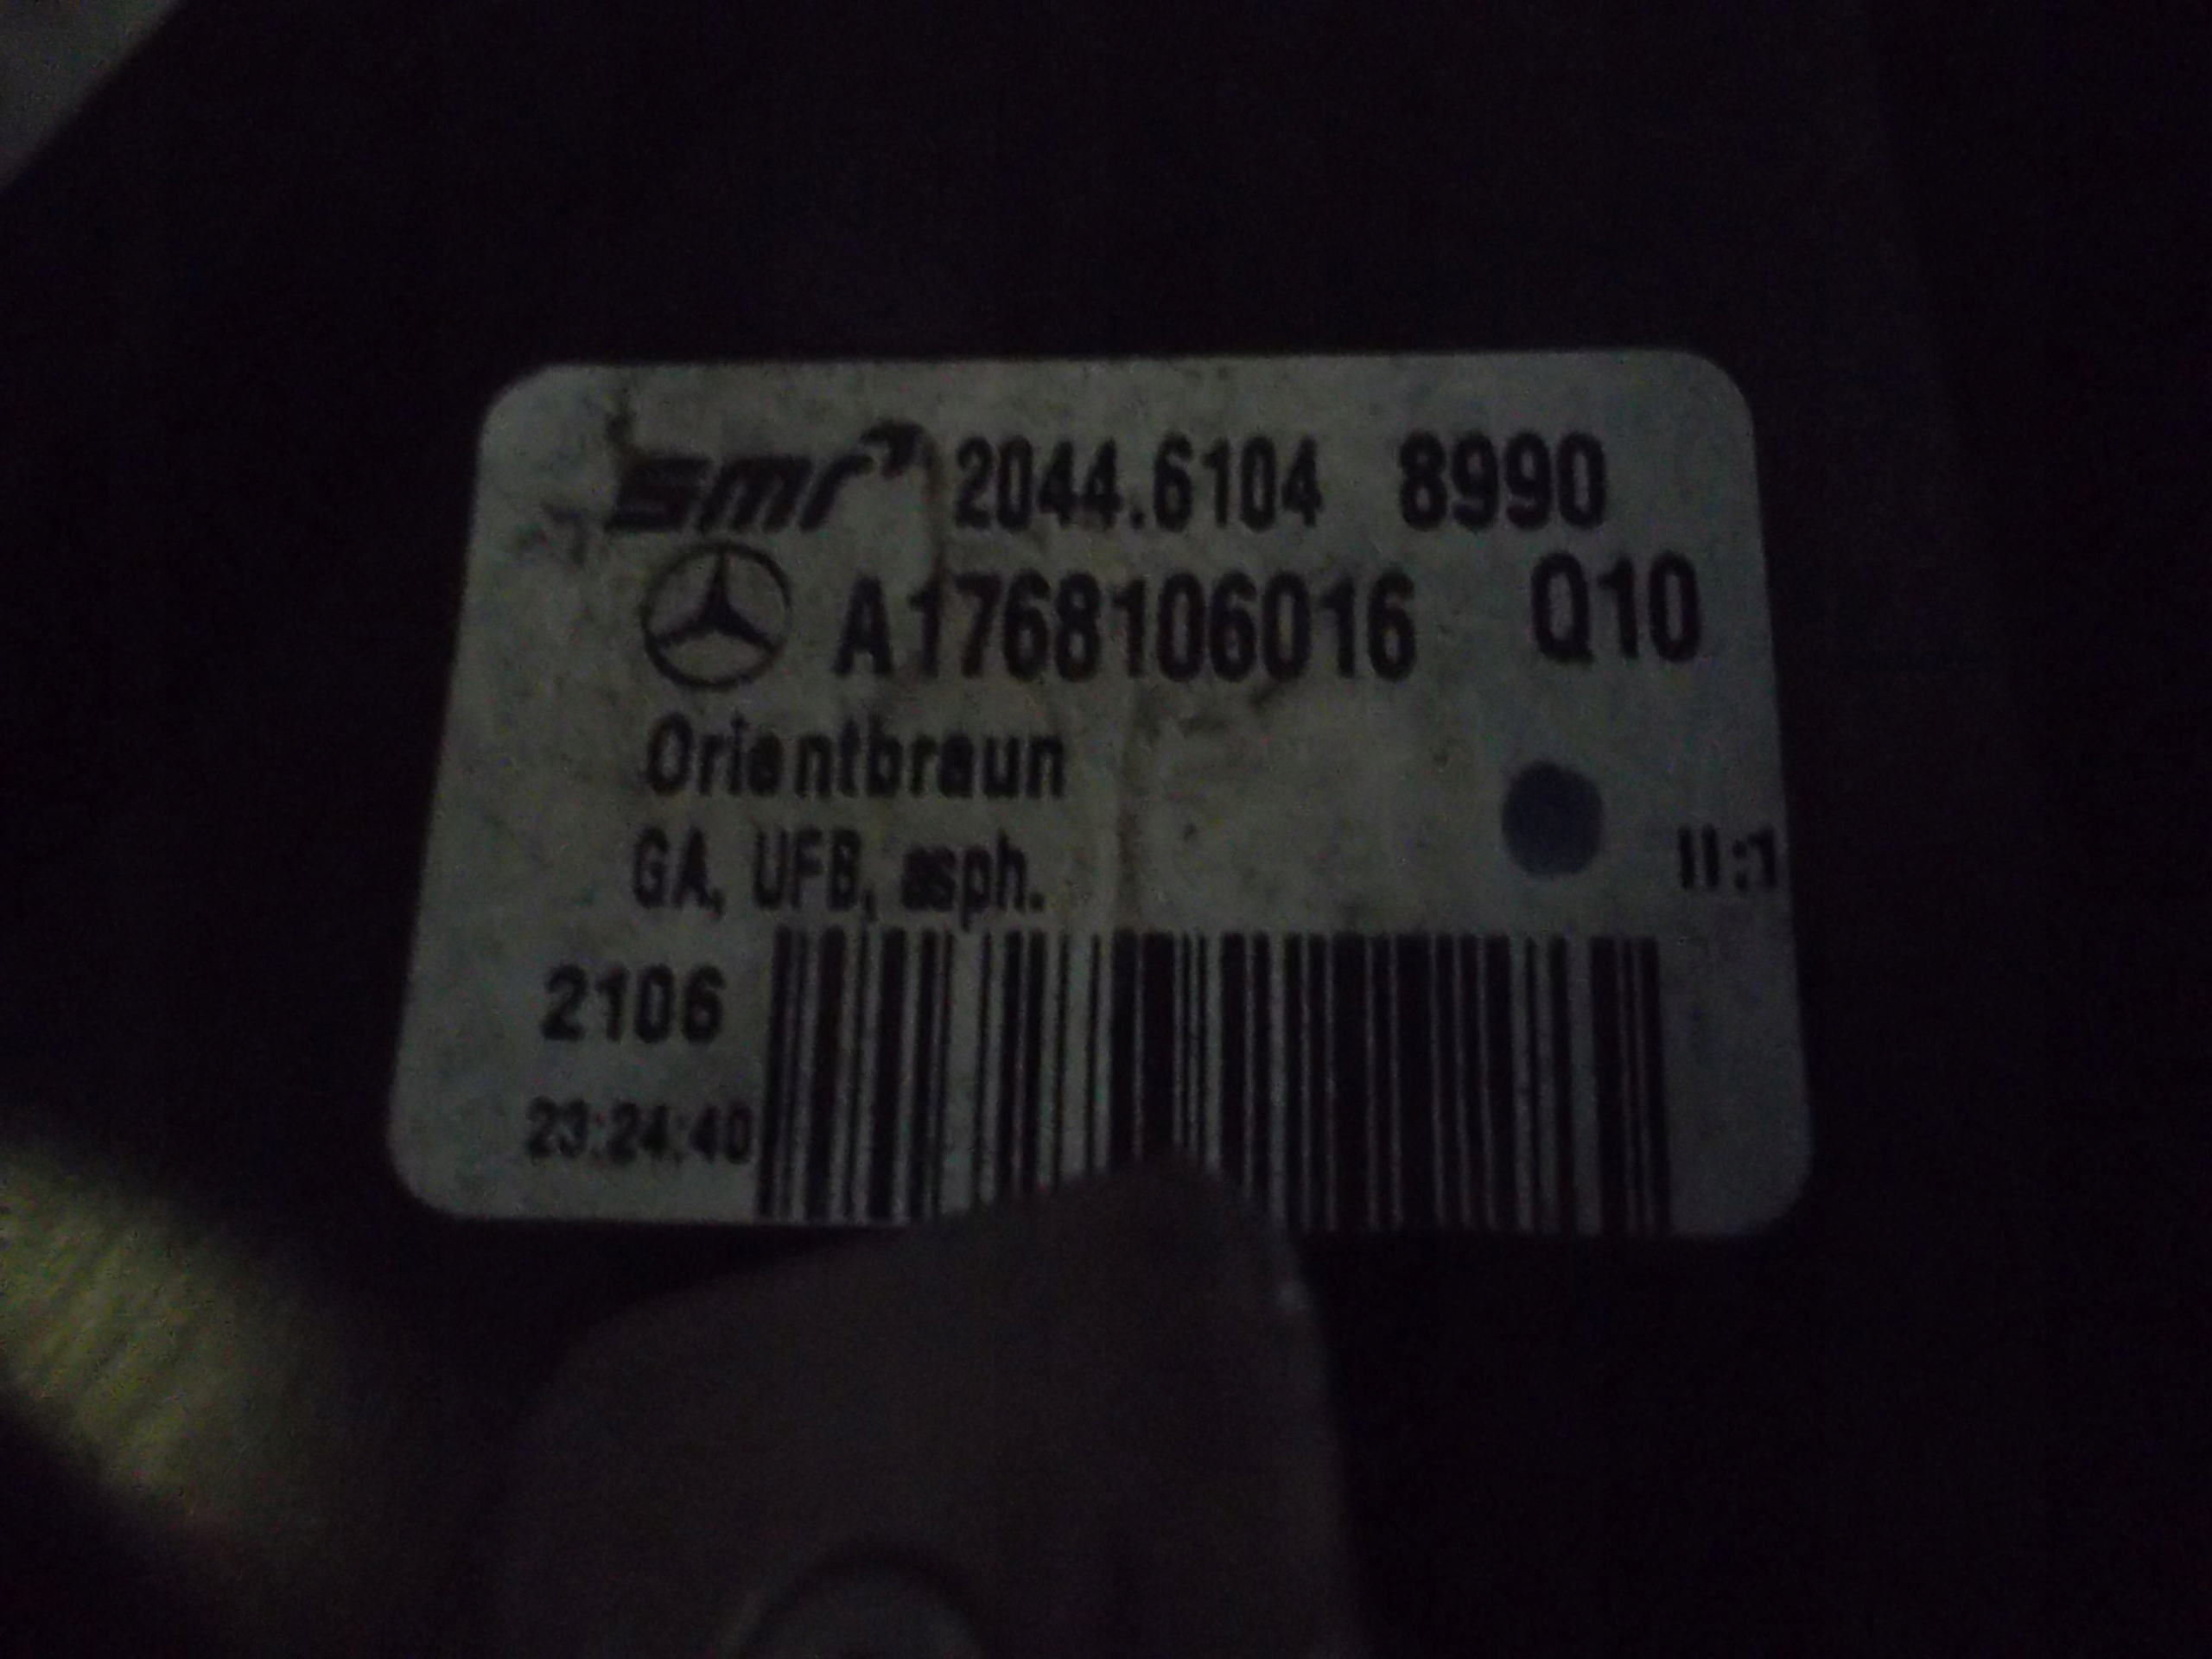 smr 2044.6104 8990
A1768106016 Q10
Orientbraun
GA, UFB, asph.
2106
23:24:40